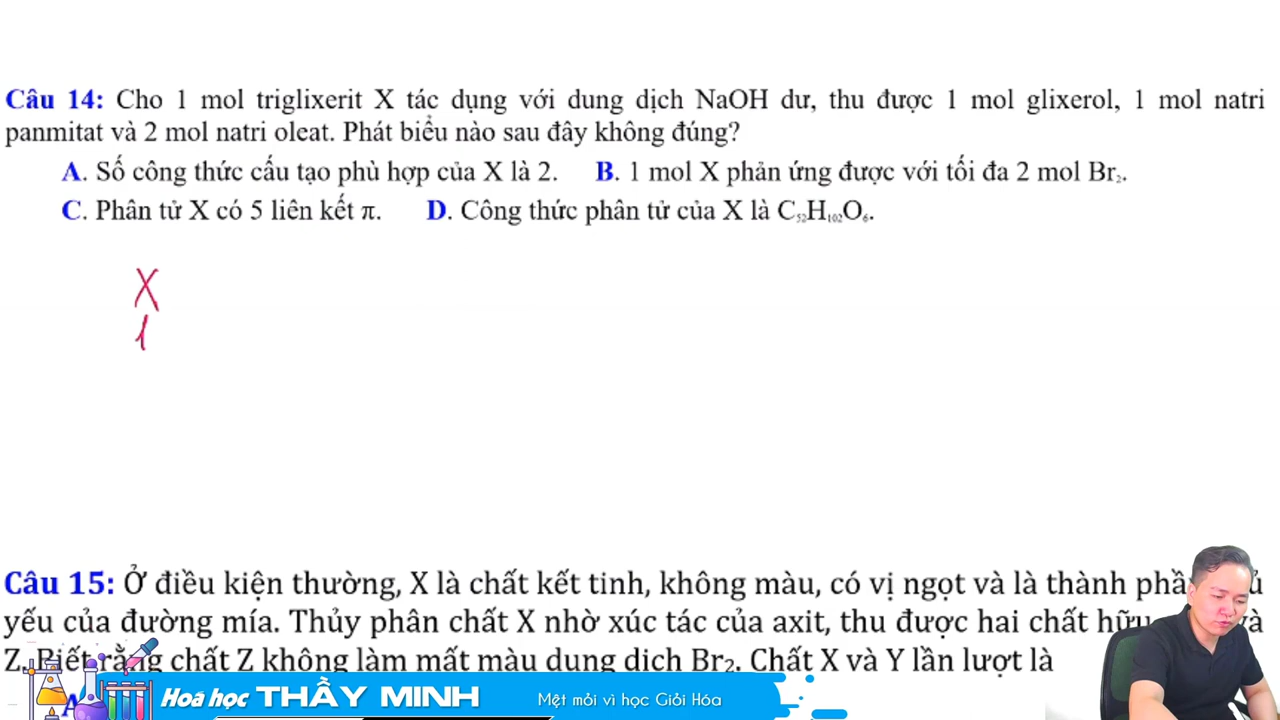 Câu 14: Cho 1 mol triglixerit X tác dụng với dung dịch NaOH dư, thu được 1 mol glixerol, 1 mol natri
panmitat và 2 mol natri oleat. Phát biểu nào sau đây không đúng?
A. Số công thức cấu tạo phù hợp của X là 2. B. 1 mol X phản ứng được với tối đa 2 mol Br₂.
C. Phân tử X có 5 liên kết π. D. Công thức phân tử của X là C₅₂H₁₀₂O₆.
X
1
Câu 15: Ở điều kiện thường, X là chất kết tinh, không màu, có vị ngọt và là thành
yếu của đường mía. Thủy phân chất X nhờ xúc tác của axit, thu được hai chất
Z. Biết rằng chất Z không làm mất màu dung dịch Br₂. Chất X và Y lần lượt là
Hoá học THẦY MINH Mệt mỏi vì học Giỏi Hóa